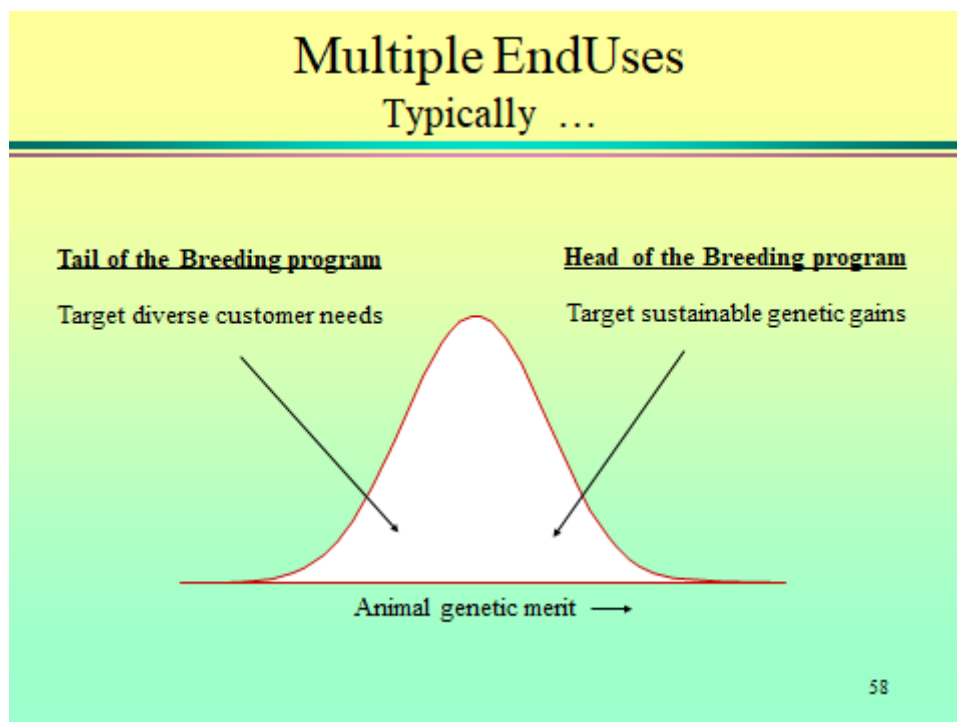 Multiple EndUses
Typically …
Tail of the Breeding program
Head of the Breeding program
Target diverse customer needs
Target sustainable genetic gains
Animal genetic merit
58